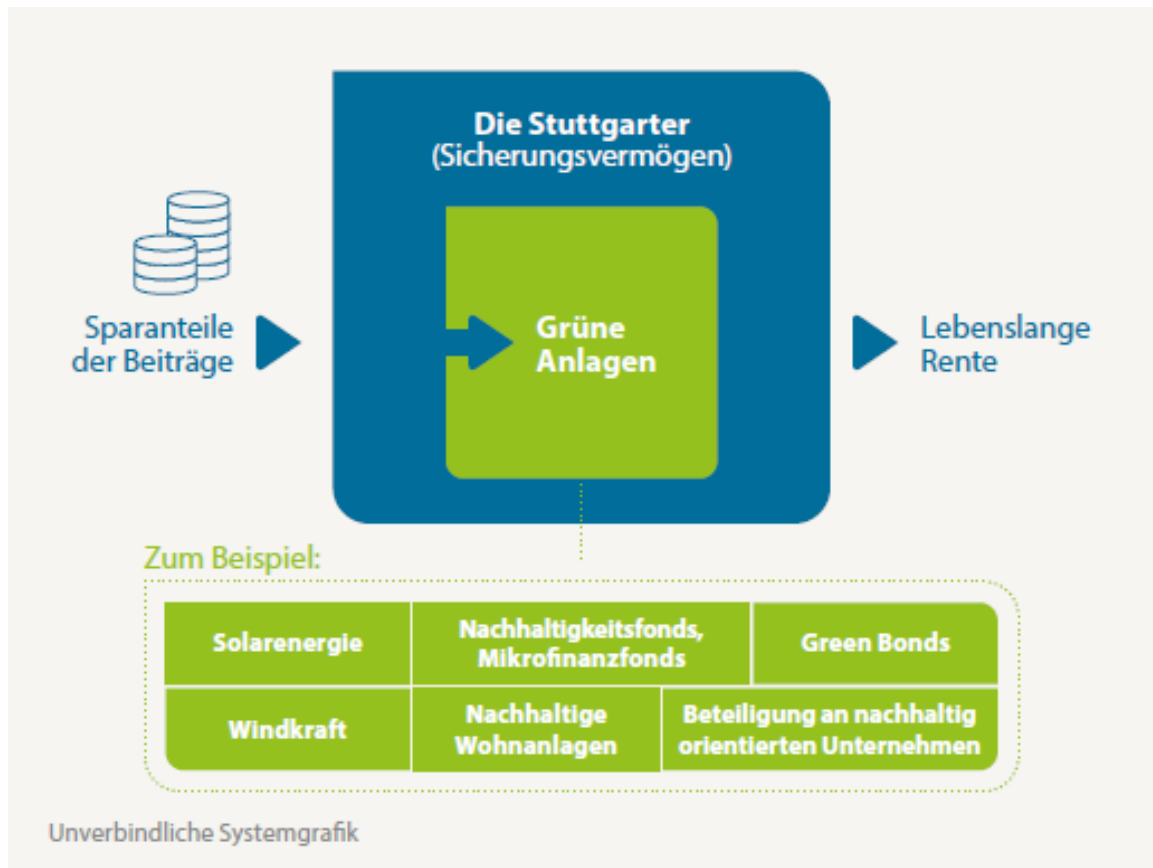 Die Stuttgarter
(Sicherungsvermögen)
Sparanteile
der Beiträge
Grüne
Anlagen
Lebenslange
Rente
Zum Beispiel:
Solarenergie
Nachhaltigkeitsfonds,
Mikrofinanzfonds
Green Bonds
Windkraft
Nachhaltige
Wohnanlagen
Beteiligung an nachhaltig
orientierten Unternehmen
Unverbindliche Systemgrafik